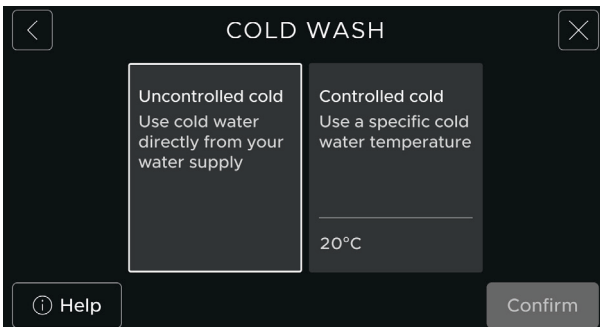 COLD WASH
Uncontrolled cold
Use cold water
directly from your
water supply
Controlled cold
Use a specific cold
water temperature
20°C
Help
Confirm